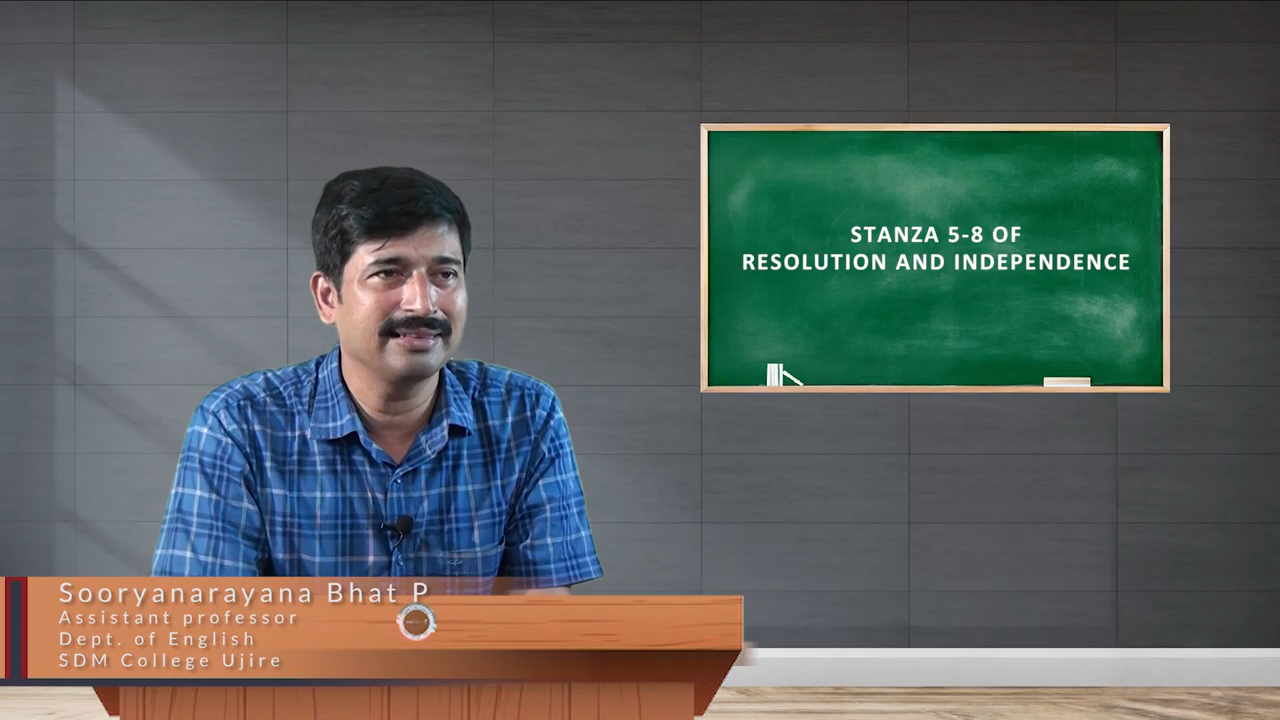 STANZA 5-8 OF
RESOLUTION AND INDEPENDENCE
Sooryanarayana Bhat P
Assistant professor
Dept. of English
SDM College Ujire